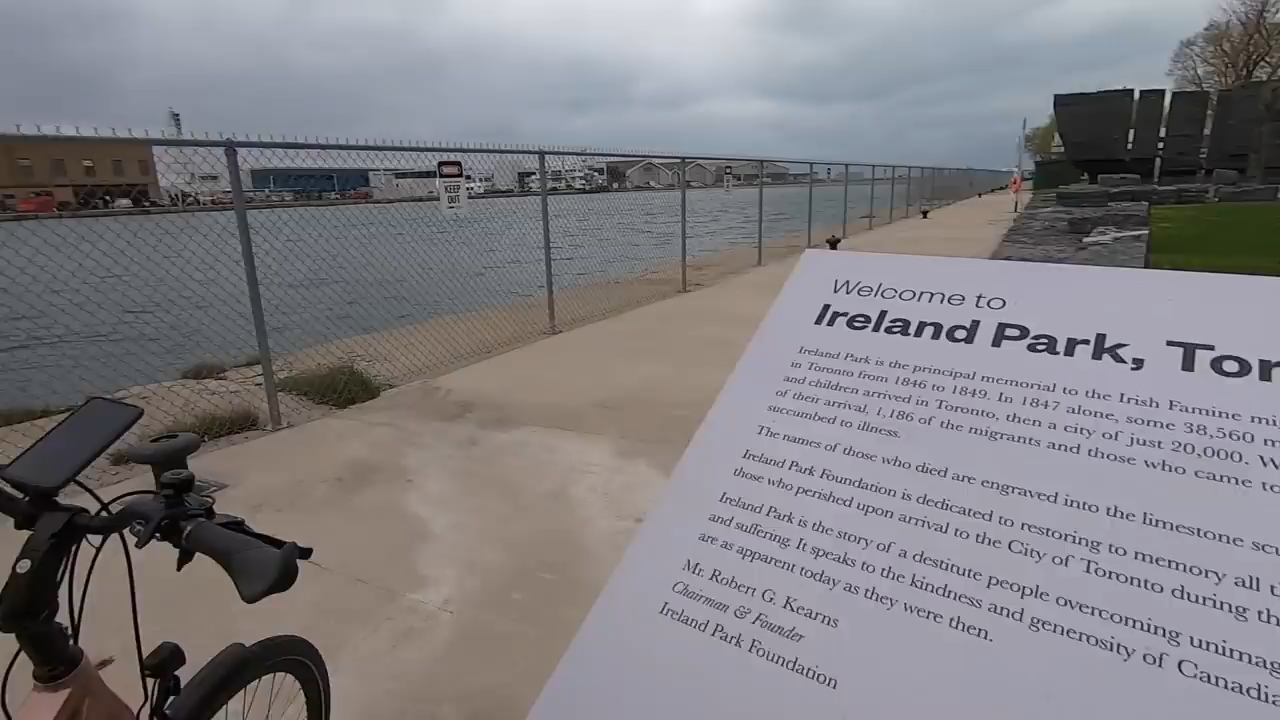 DANGER
KEEP
OUT
Welcome to
Ireland Park, Tor
Ireland Park is the principal memorial to the Irish Famine mi
in Toronto from 1846 to 1849. In 1847 alone, some 38,560 m
and children arrived in Toronto, then a city of just 20,000. W
of their arrival, 1,186 of the migrants and those who came to
succumbed to illness.
The names of those who died are engraved into the limestone scu
Ireland Park Foundation is dedicated to restoring to memory all t
those who perished upon arrival to the City of Toronto during th
Ireland Park is the story of a destitute people overcoming unimag
and suffering. It speaks to the kindness and generosity of Canadia
are as apparent today as they were then.
Mr. Robert G. Kearns
Chairman & Founder
Ireland Park Foundation